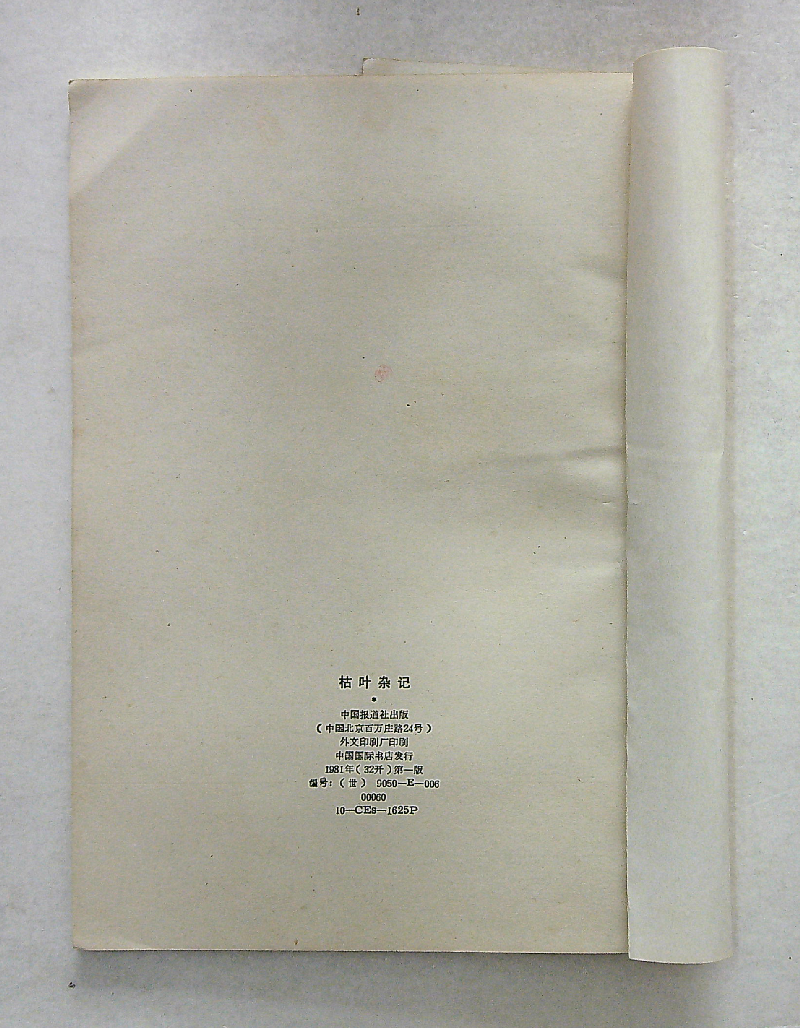 枯叶杂记
•
中国报道社出版
（中国北京百万庄路24号）
外文印刷厂印刷
中国国际书店发行
1981年（32开）第一版
编号：（世） 9050—E—006
00060
10—CEs—1625P